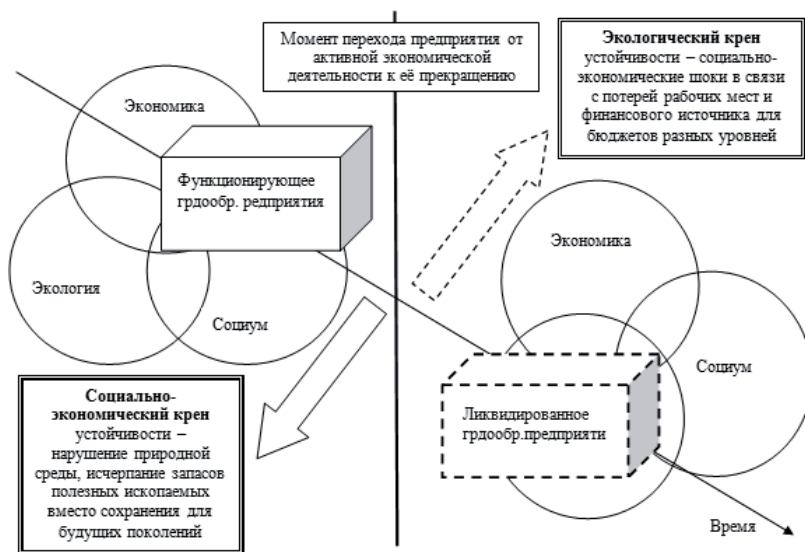 Момент перехода предприятия от
активной экономической
деятельности к её прекращению
Экологический крен
устойчивости – социально-
экономические шоки в связи
с потерей рабочих мест и
финансового источника для
бюджетов разных уровней
Экономика
Функционирующее
грдообр. редприятия
Экология
Социум
Социально-
экономический крен
устойчивости –
нарушение природной
среды, исчерпание запасов
полезных ископаемых
вместо сохранения для
будущих поколений
Экономика
Социум
Ликвидированное
грдообр.предприяти
Время